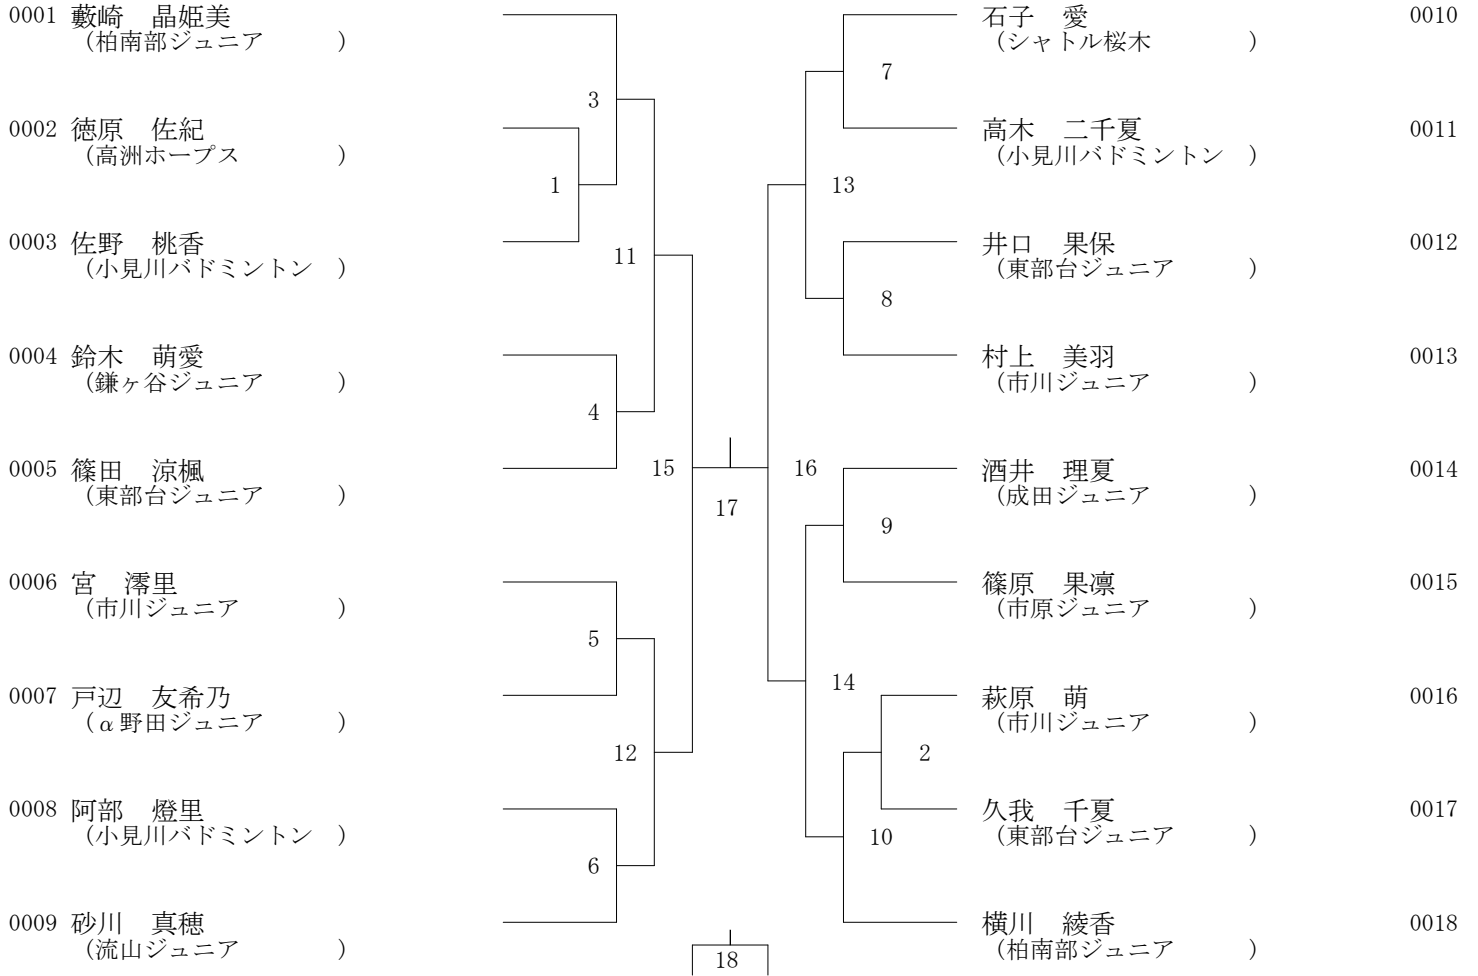 0001 藪崎　晶姫美
(柏南部ジュニア　　　)
0002 徳原　佐紀
(高洲ホープス　　　　)
0003 佐野　桃香
(小見川バドミントン　)
0004 鈴木　萌愛
(鎌ヶ谷ジュニア　　　)
0005 篠田　涼楓
(東部台ジュニア　　　)
0006 宮　澪里
(市川ジュニア　　　　)
0007 戸辺　友希乃
(α野田ジュニア　　　)
0008 阿部　燈里
(小見川バドミントン　)
0009 砂川　真穂
(流山ジュニア　　　　)
3
1
11
4
15
5
12
6
17
18
7
13
8
16
9
14
2
10
石子　愛 0010
(シャトル桜木　　　　)
高木　二千夏 0011
(小見川バドミントン　)
井口　果保 0012
(東部台ジュニア　　　)
村上　美羽 0013
(市川ジュニア　　　　)
酒井　理夏 0014
(成田ジュニア　　　　)
篠原　果凛 0015
(市原ジュニア　　　　)
萩原　萌 0016
(市川ジュニア　　　　)
久我　千夏 0017
(東部台ジュニア　　　)
横川　綾香 0018
(柏南部ジュニア　　　)